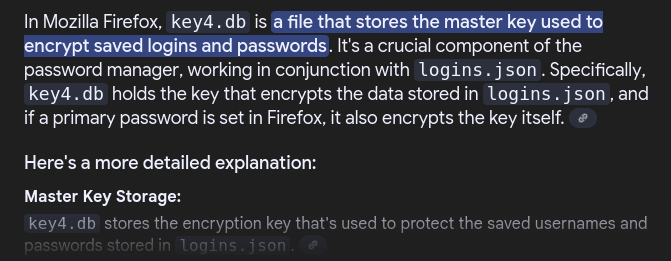 In Mozilla Firefox, key4.db is a file that stores the master key used to
encrypt saved logins and passwords. It's a crucial component of the
password manager, working in conjunction with logins.json. Specifically,
key4.db holds the key that encrypts the data stored in logins.json, and
if a primary password is set in Firefox, it also encrypts the key itself.
Here's a more detailed explanation:
Master Key Storage:
key4.db stores the encryption key that's used to protect the saved usernames and
passwords stored in logins.json.